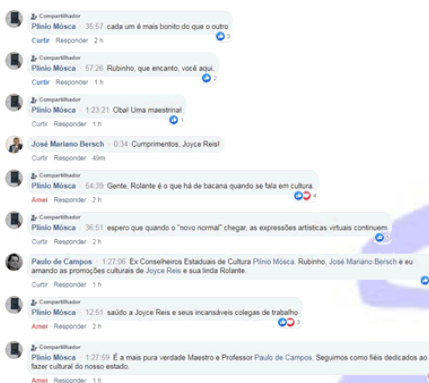 Compartilhador
Plínio Mósca · 35:57 cada um é mais bonito do que o outro
3
Curtir · Responder · 2 h
Compartilhador
Plínio Mósca · 57:26 Rubinho, que encanto, você aqui.
2
Curtir · Responder · 1 h
Compartilhador
Plínio Mósca · 1:23:21 Oba! Uma maestrina!
1
Curtir · Responder · 1 h
José Mariano Bersch · 0:34 Cumprimentos, Joyce Reis!
Curtir · Responder · 49m
Compartilhador
Plínio Mósca · 54:39 Gente, Rolante é o que há de bacana quando se fala em cultura.
4
Amei · Responder · 2 h
Compartilhador
Plínio Mósca · 36:51 espero que quando o "novo normal" chegar, as expressões artísticas virtuais continuem
Curtir · Responder · 2 h
Paulo de Campos · 1:27:06 Ex Conselheiros Estaduais de Cultura Plínio Mósca, Rubinho, José Mariano Bersch e eu
amando as promoções culturais de Joyce Reis e sua linda Rolante.
Curtir · Responder · 1 h
Compartilhador
Plínio Mósca · 12:51 saúdo a Joyce Reis e seus incansáveis colegas de trabalho
3
Amei · Responder · 2 h
Compartilhador
Plínio Mósca · 1:27:59 É a mais pura verdade Maestro e Professor Paulo de Campos. Seguimos como fiéis dedicados ao
fazer cultural do nosso estado.
Amei · Responder · 1 h